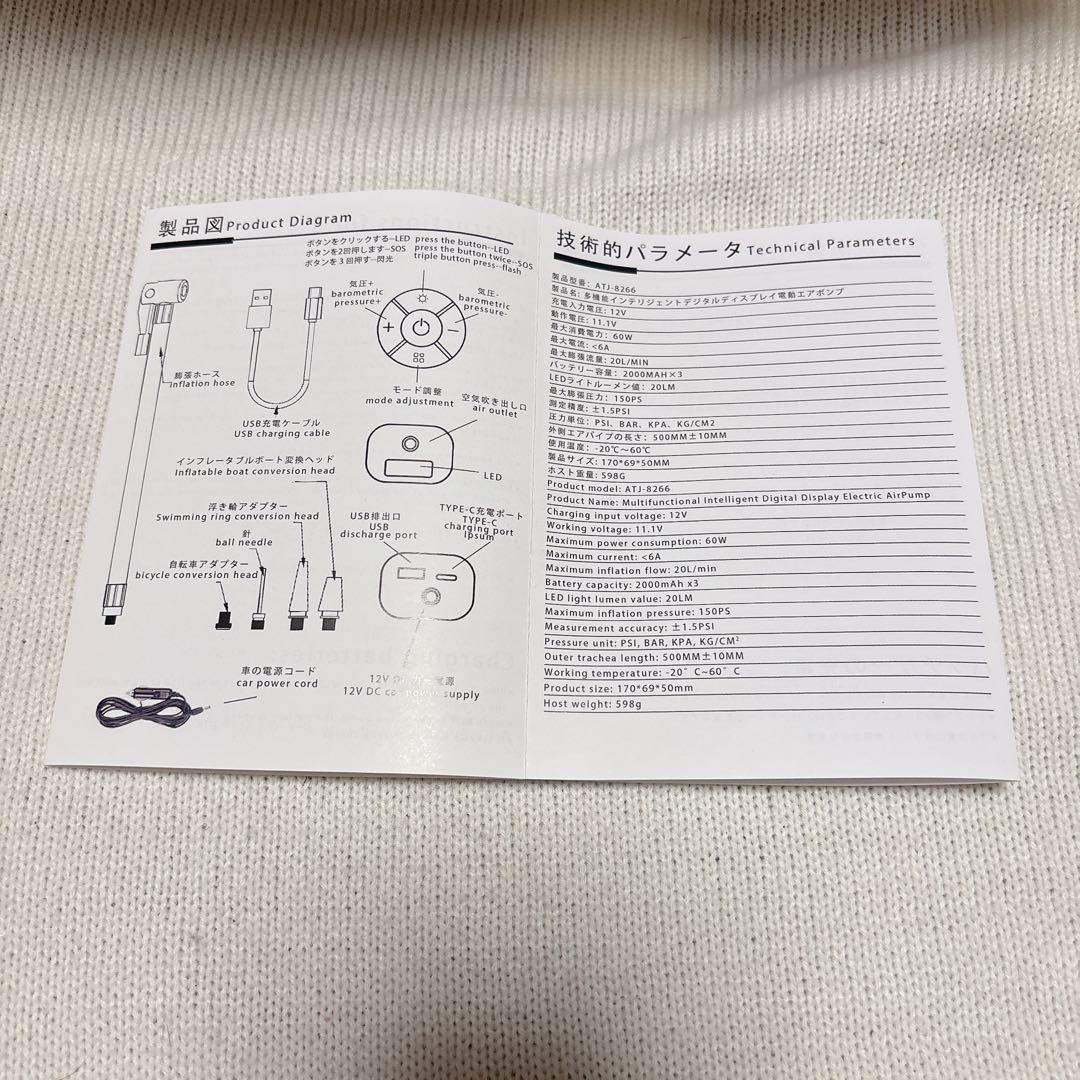 製品図 Product Diagram
ボタンをクリックする--LED press the button--LED
ボタンを2回押します--SOS press the button twice--SOS
ボタンを3回押す--閃光 triple button press--flash
気圧+
barometric
pressure+
気圧-
barometric
pressure-
膨張ホース
inflation hose
モード調整
mode adjustment
USB充電ケーブル
USB charging cable
空気吹き出し口
air outlet
インフレータブルボート変換ヘッド
Inflatable boat conversion head
LED
浮き輪アダプター
Swimming ring conversion head
USB排出口
USB
discharge port
TYPE-C充電ポート
TYPE-C
charging port
ipsum
針
ball needle
自転車アダプター
bicycle conversion head
車の電源コード
car power cord
12V 電源
12V DC car power supply
技術的パラメータ Technical Parameters
製品型番: ATJ-8266
製品名: 多機能インテリジェントデジタルディスプレイ電動エアポンプ
充電入力電圧: 12V
動作電圧: 11.1V
最大消費電力: 60W
最大電流: <6A
最大膨張流量: 20L/MIN
バッテリー容量: 2000MAH×3
LEDライトルーメン値: 20LM
最大膨張圧力: 150PS
測定精度: ±1.5PSI
圧力単位: PSI、BAR、KPA、KG/CM2
外側エアパイプの長さ: 500MM±10MM
使用温度: -20℃～60℃
製品サイズ: 170*69*50MM
ホスト重量: 598G
Product model: ATJ-8266
Product Name: Multifunctional Intelligent Digital Display Electric AirPump
Charging input voltage: 12V
Working voltage: 11.1V
Maximum power consumption: 60W
Maximum current: <6A
Maximum inflation flow: 20L/min
Battery capacity: 2000mAh x3
LED light lumen value: 20LM
Maximum inflation pressure: 150PS
Measurement accuracy: ±1.5PSI
Pressure unit: PSI, BAR, KPA, KG/CM²
Outer trachea length: 500MM±10MM
Working temperature: -20° C~60° C
Product size: 170*69*50mm
Host weight: 598g